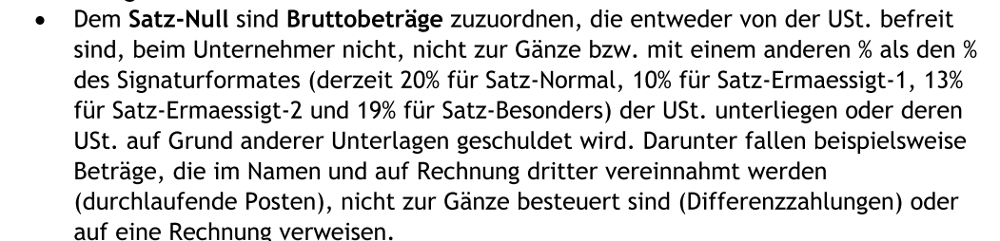 • Dem Satz-Null sind Bruttobeträge zuzuordnen, die entweder von der USt. befreit
sind, beim Unternehmer nicht, nicht zur Gänze bzw. mit einem anderen % als den %
des Signaturformates (derzeit 20% für Satz-Normal, 10% für Satz-Ermaessigt-1, 13%
für Satz-Ermaessigt-2 und 19% für Satz-Besonders) der USt. unterliegen oder deren
USt. auf Grund anderer Unterlagen geschuldet wird. Darunter fallen beispielsweise
Beträge, die im Namen und auf Rechnung dritter vereinnahmt werden
(durchlaufende Posten), nicht zur Gänze besteuert sind (Differenzzahlungen) oder
auf eine Rechnung verweisen.